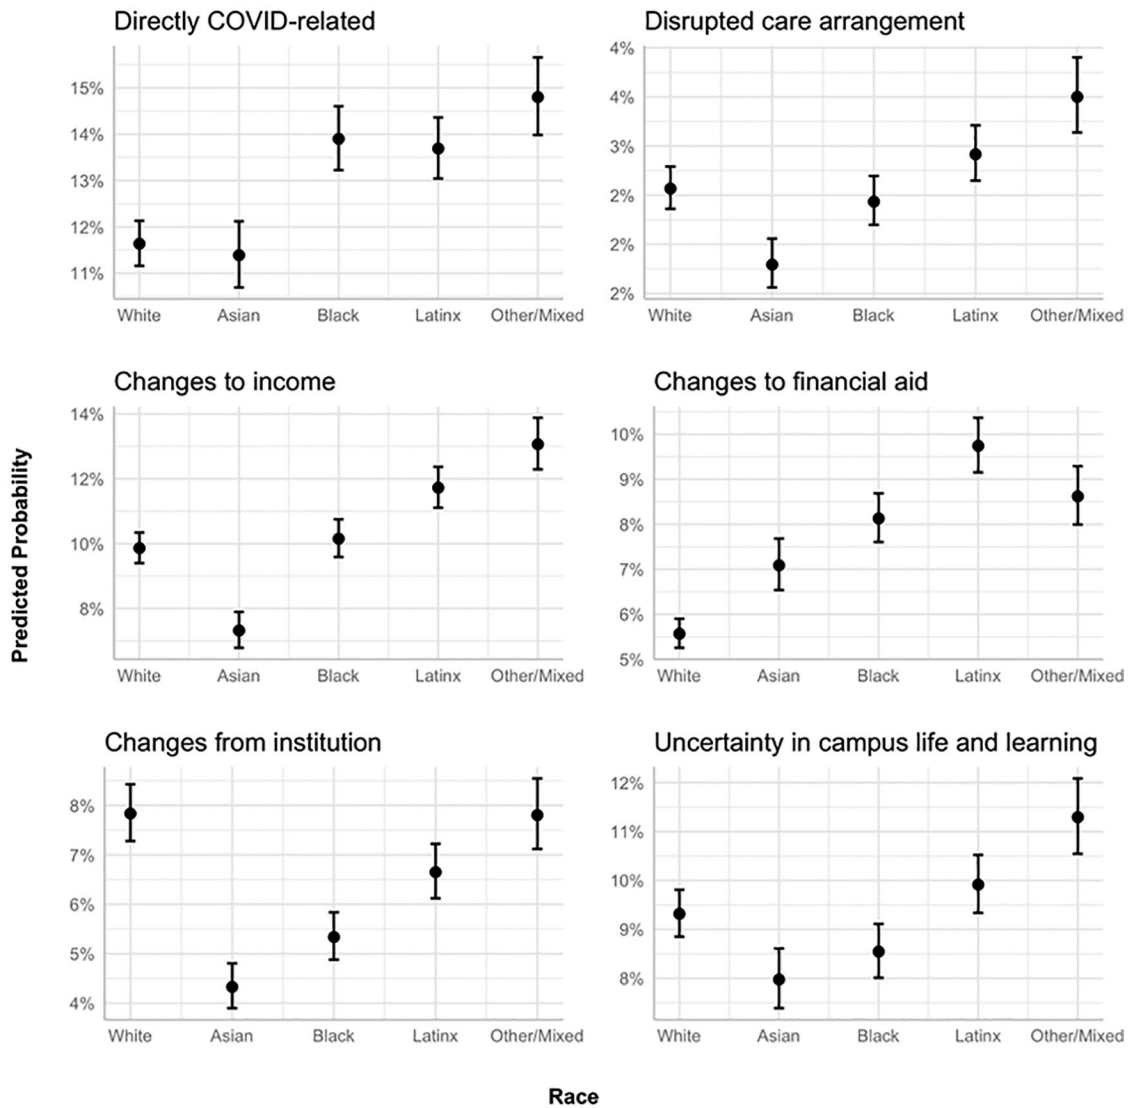 Directly COVID-related
15%
14%
13%
12%
11%
White Asian Black Latinx Other/Mixed
Disrupted care arrangement
4%
4%
3%
2%
2%
2%
White Asian Black Latinx Other/Mixed
Changes to income
14%
12%
10%
8%
White Asian Black Latinx Other/Mixed
Changes to financial aid
10%
9%
8%
7%
6%
5%
White Asian Black Latinx Other/Mixed
Changes from institution
8%
7%
6%
5%
4%
White Asian Black Latinx Other/Mixed
Uncertainty in campus life and learning
12%
11%
10%
9%
8%
White Asian Black Latinx Other/Mixed
Predicted Probability
Race